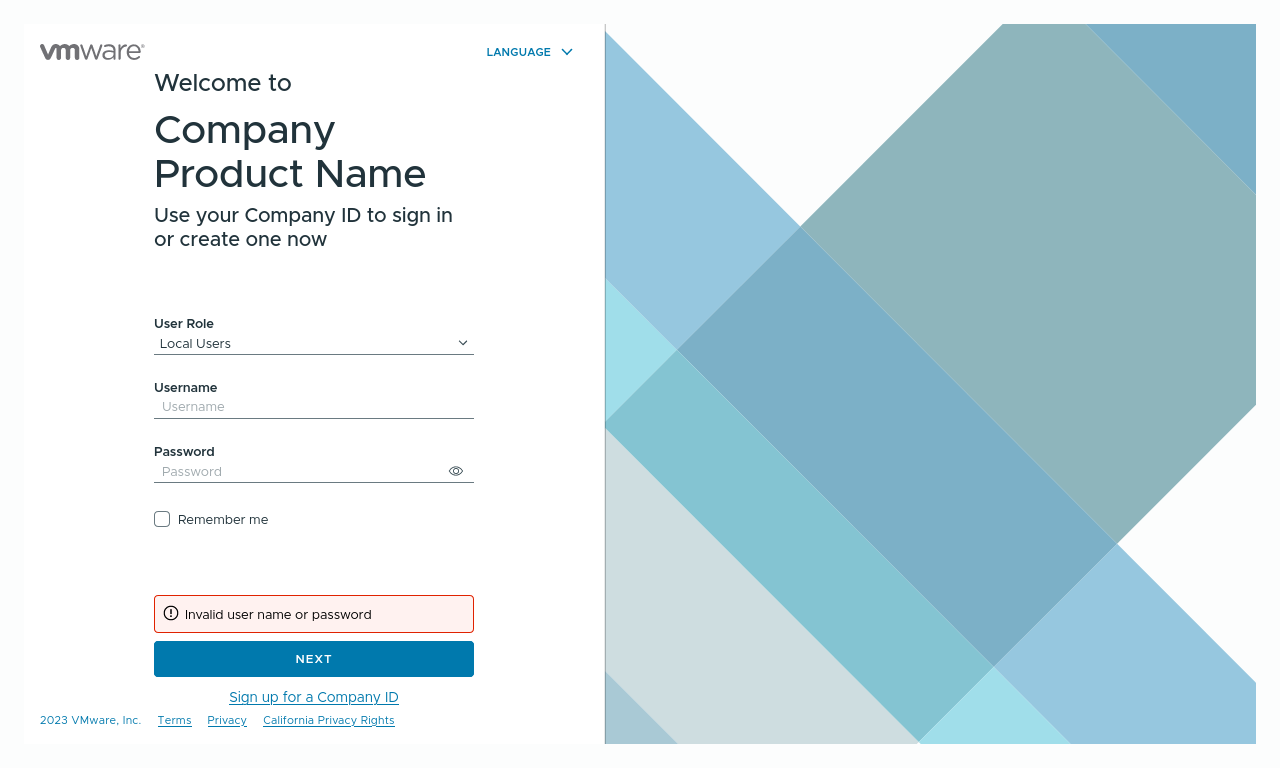 vmware®
LANGUAGE
Welcome to
Company
Product Name
Use your Company ID to sign in
or create one now
User Role
Local Users
Username
Username
Password
Password
Remember me
Invalid user name or password
NEXT
Sign up for a Company ID
2023 VMware, Inc. Terms Privacy California Privacy Rights